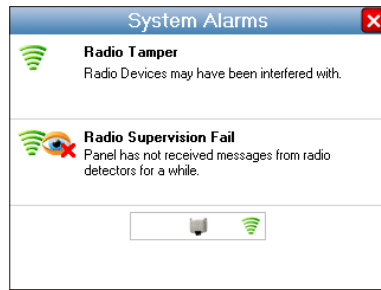 System Alarms
Radio Tamper
Radio Devices may have been interfered with.
Radio Supervision Fail
Panel has not received messages from radio
detectors for a while.